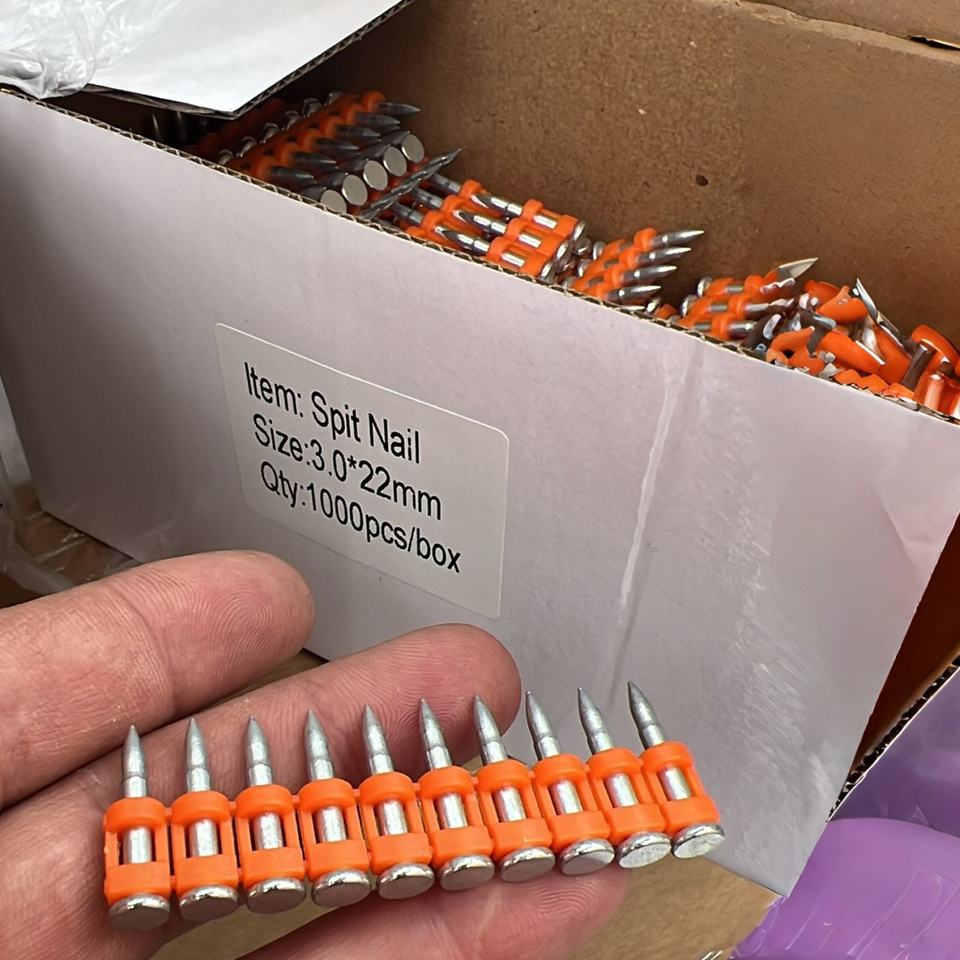 Item: Spit Nail
Size:3.0*22mm
Qty:1000pcs/box